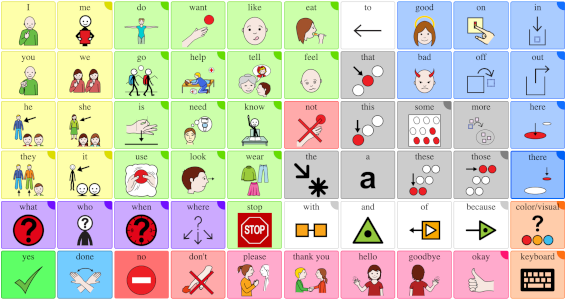 I me do want like eat to good on in
you we go help tell feel that bad off out
he she is need know not this some more here
they it use look wear the a these those there
a
what who when where stop with and of because color/visual
STOP
yes done no don't please thank you hello goodbye okay keyboard